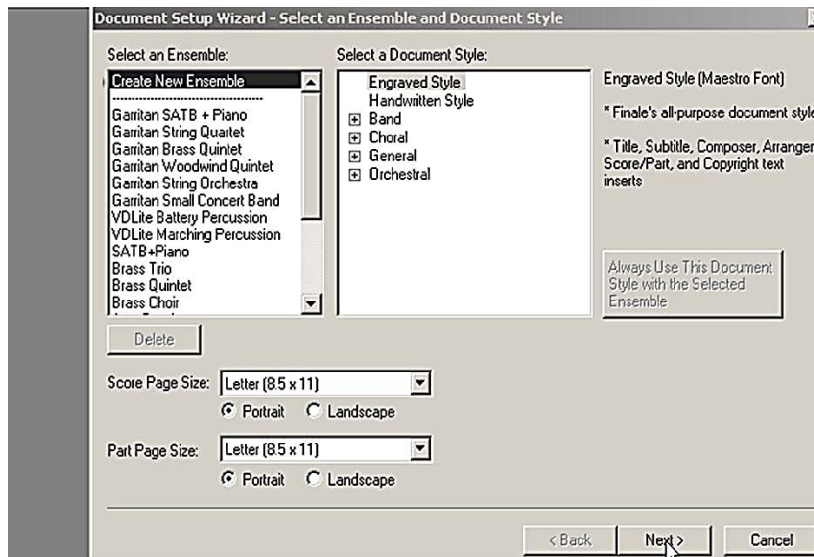 Document Setup Wizard - Select an Ensemble and Document Style
Select an Ensemble:
Create New Ensemble
Garritan SATB + Piano
Garritan String Quartet
Garritan Brass Quintet
Garritan Woodwind Quintet
Garritan String Orchestra
Garritan Small Concert Band
VDLite Battery Percussion
VDLite Marching Percussion
SATB+Piano
Brass Trio
Brass Quintet
Brass Choir
Delete
Select a Document Style:
Engraved Style
Handwritten Style
Band
Choral
General
Orchestral
Engraved Style (Maestro Font)
* Finale's all-purpose document style
* Title, Subtitle, Composer, Arranger
Score/Part, and Copyright text
inserts
Always Use This Document
Style with the Selected
Ensemble
Score Page Size: Letter (8.5 x 11)
Portrait Landscape
Part Page Size: Letter (8.5 x 11)
Portrait Landscape
< Back Next > Cancel